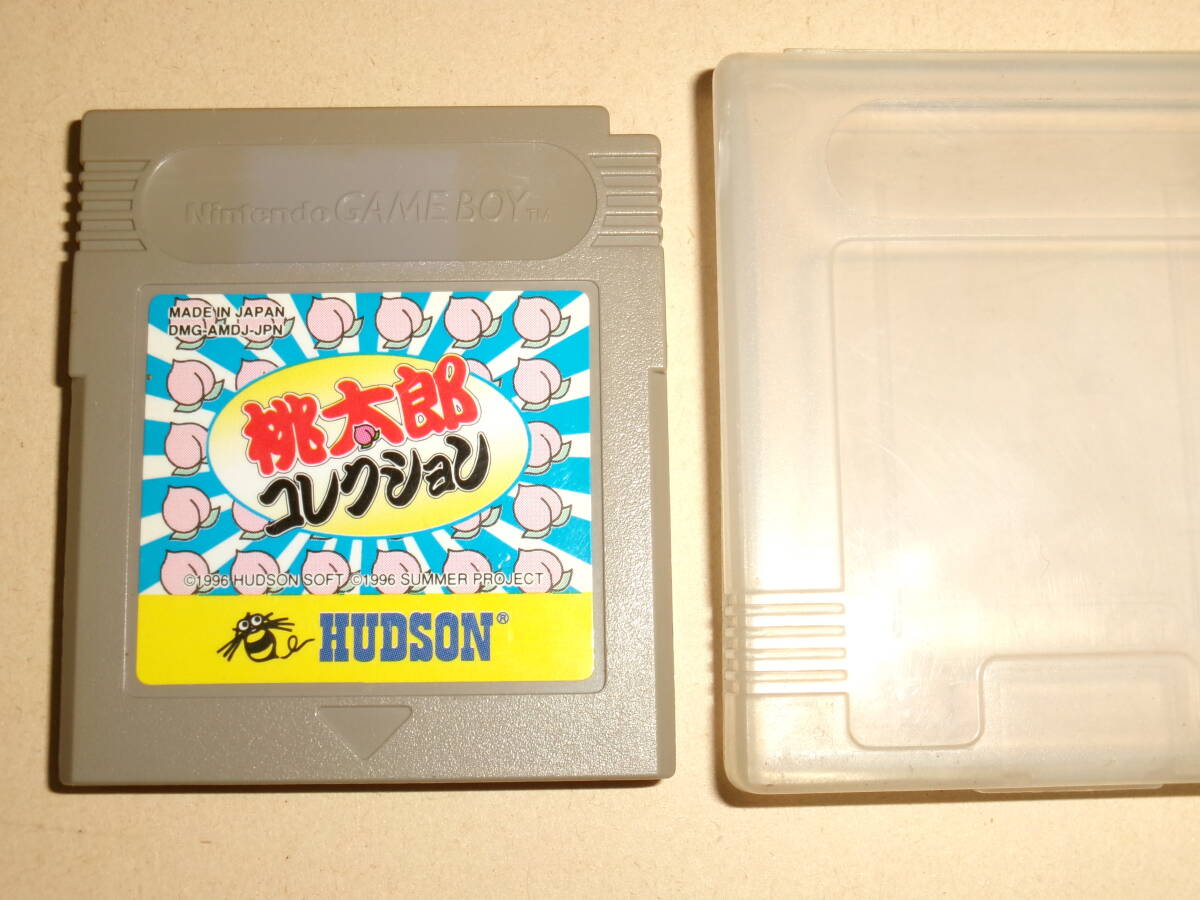 Nintendo GAME BOY™
MADE IN JAPAN
DMG-AMDJ-JPN
桃太郎
コレクション
©1996 HUDSON SOFT ©1996 SUMMER PROJECT
HUDSON®